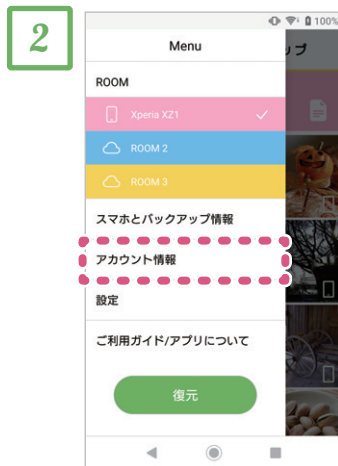 2
100%
Menu
ップ
ROOM
Xperia XZ1
ROOM 2
ROOM 3
スマホとバックアップ情報
アカウント情報
設定
ご利用ガイド/アプリについて
復元